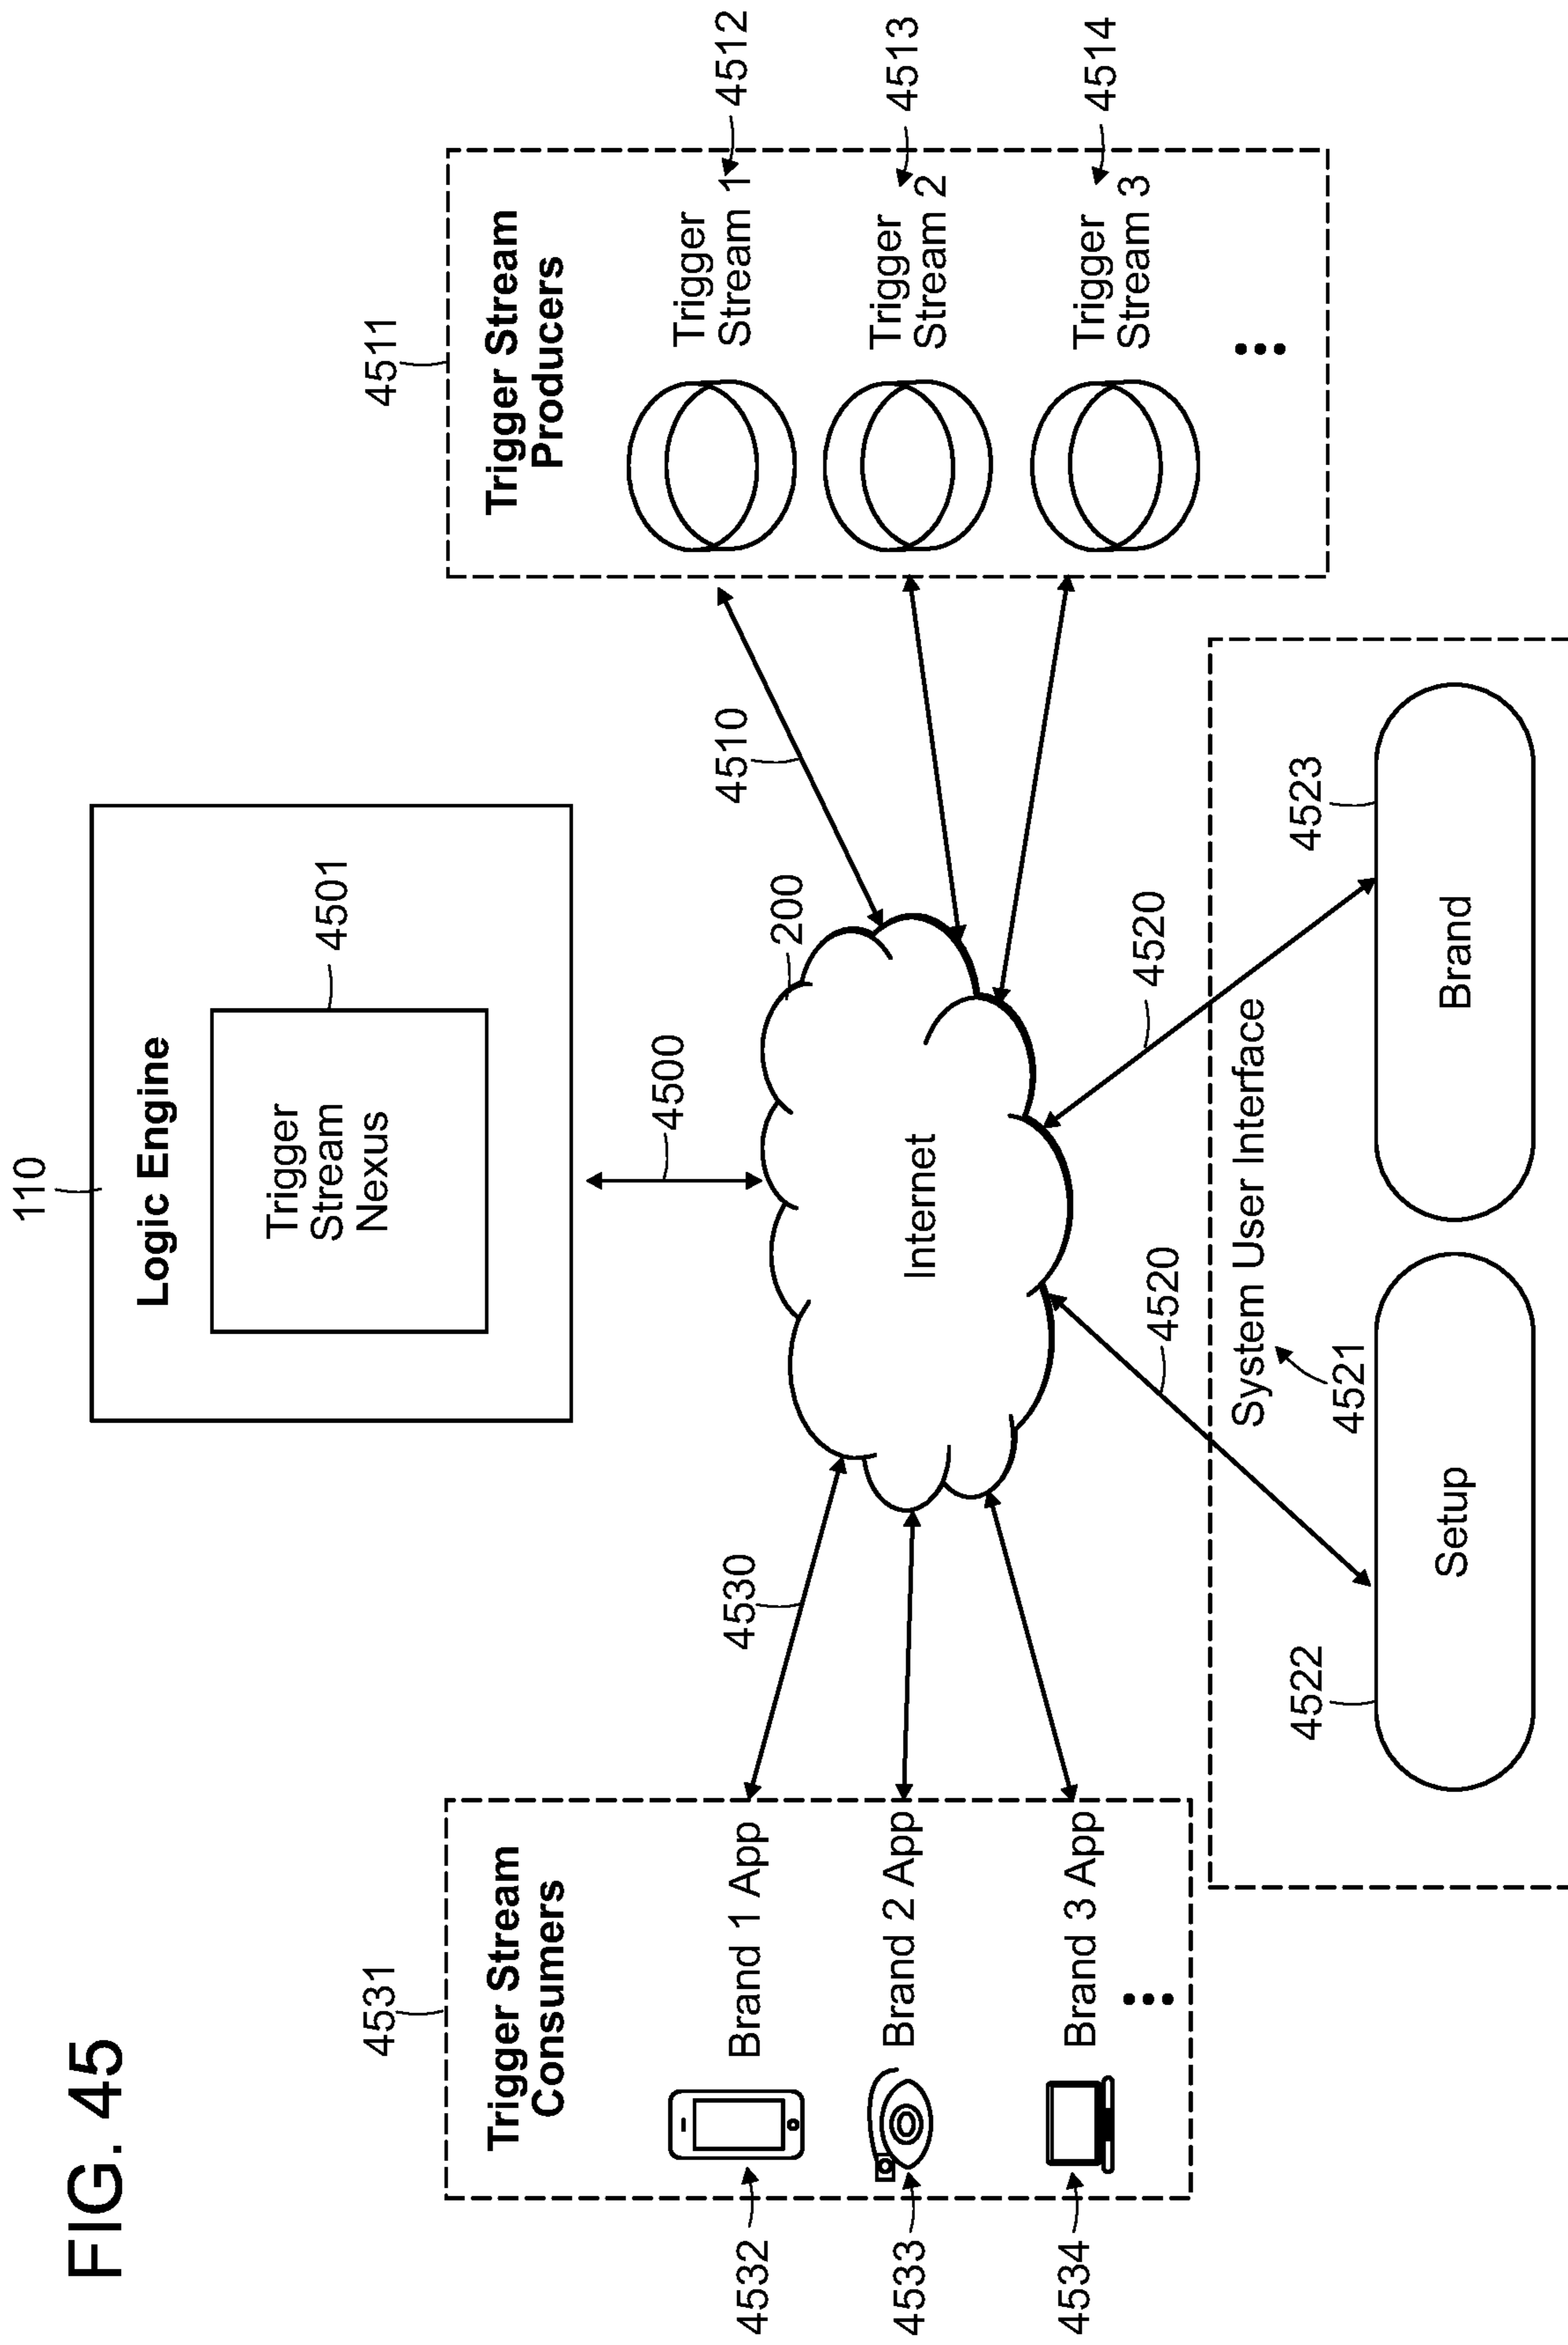 FIG. 45
110
Logic Engine
Trigger
Stream
Nexus
4501
4500
200
Internet
4531
Trigger Stream
Consumers
Brand 1 App
Brand 2 App
Brand 3 App
4532
4533
4534
4530
4511
Trigger Stream
Producers
Trigger
Stream 1
Trigger
Stream 2
Trigger
Stream 3
4512
4513
4514
4510
4520
4520
System User Interface
4521
4522
Setup
4523
Brand